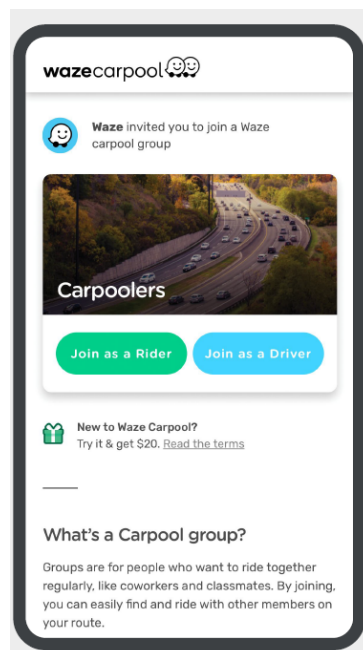 wazecarpool
Waze invited you to join a Waze
carpool group
Carpoolers
Join as a Rider
Join as a Driver
New to Waze Carpool?
Try it & get $20. Read the terms
What's a Carpool group?
Groups are for people who want to ride together
regularly, like coworkers and classmates. By joining,
you can easily find and ride with other members on
your route.